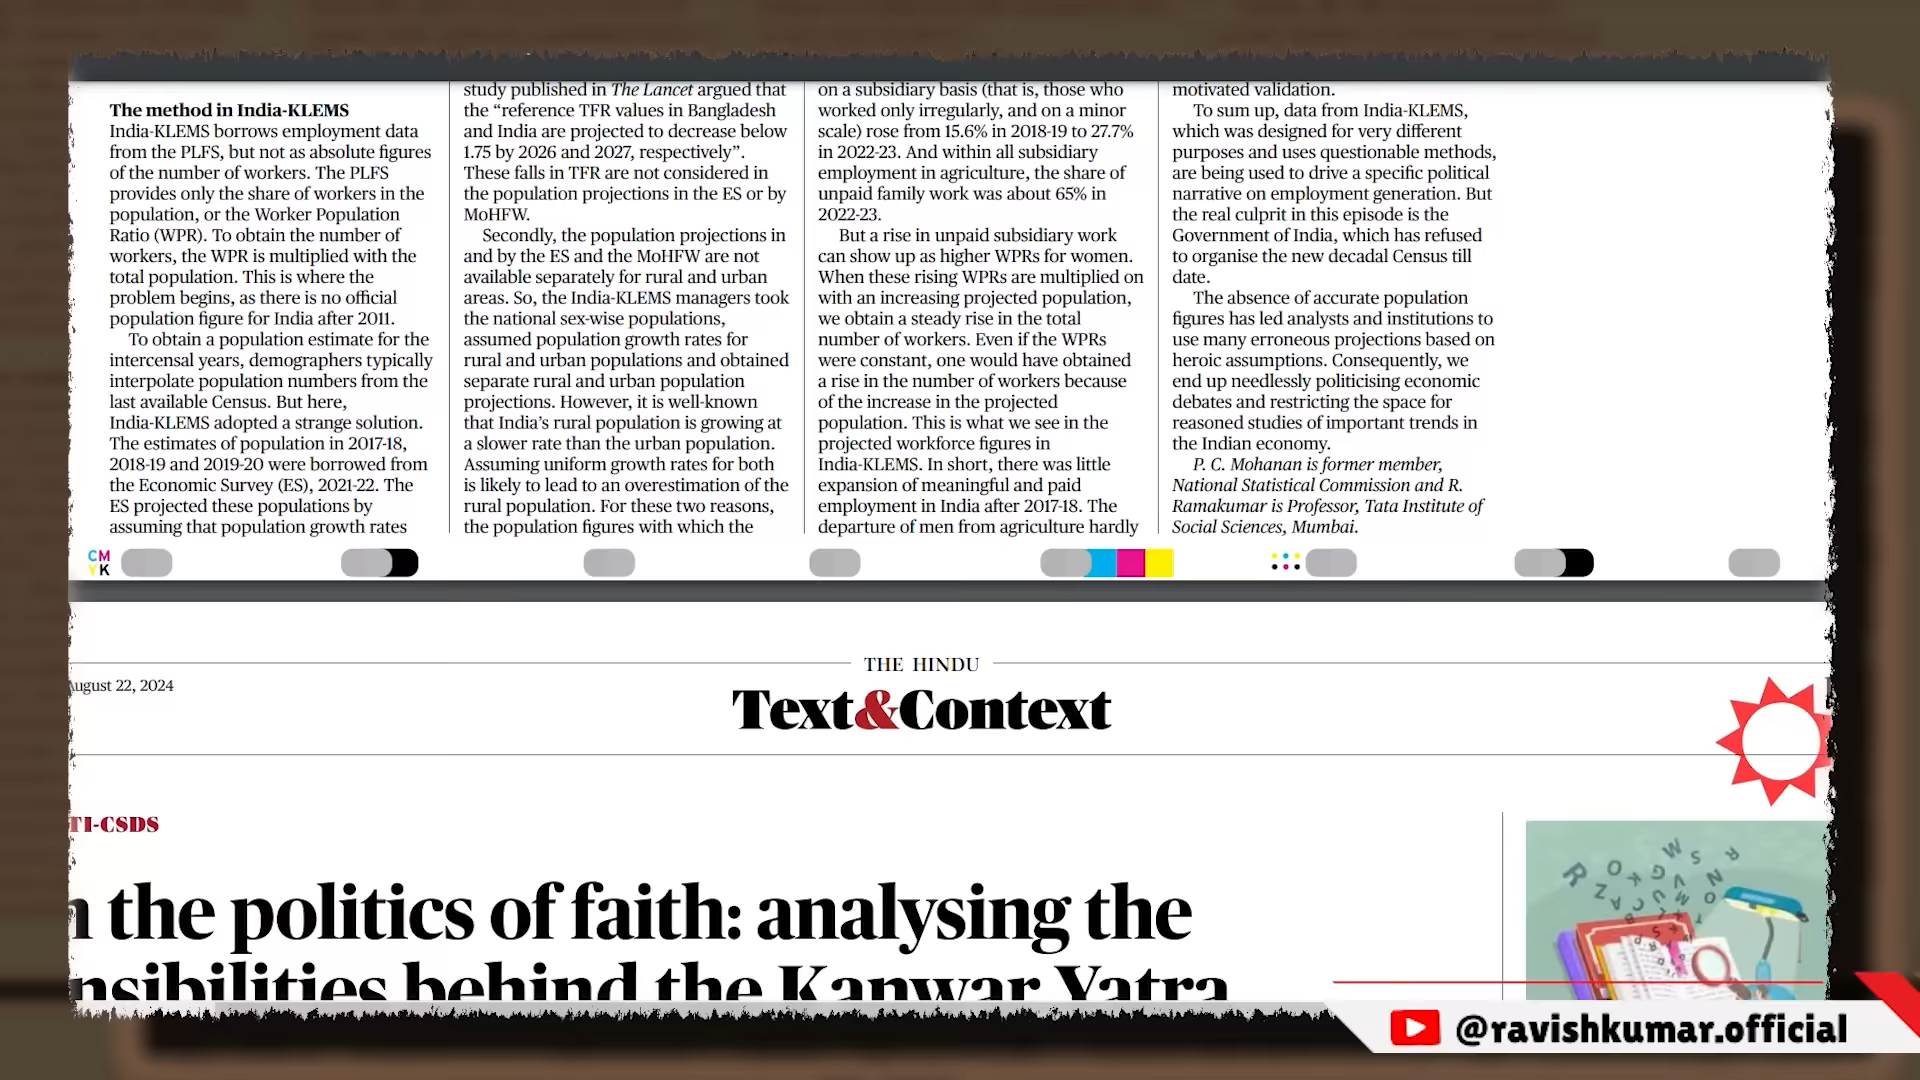 The method in India-KLEMS
India-KLEMS borrows employment data
from the PLFS, but not as absolute figures
of the number of workers. The PLFS
provides only the share of workers in the
population, or the Worker Population
Ratio (WPR). To obtain the number of
workers, the WPR is multiplied with the
total population. This is where the
problem begins, as there is no official
population figure for India after 2011.
To obtain a population estimate for the
intercensal years, demographers typically
interpolate population numbers from the
last available Census. But here,
India-KLEMS adopted a strange solution.
The estimates of population in 2017-18,
2018-19 and 2019-20 were borrowed from
the Economic Survey (ES), 2021-22. The
ES projected these populations by
assuming that population growth rates
study published in The Lancet argued that
the “reference TFR values in Bangladesh
and India are projected to decrease below
1.75 by 2026 and 2027, respectively”.
These falls in TFR are not considered in
the population projections in the ES or by
MoHFW.
Secondly, the population projections in
and by the ES and the MoHFW are not
available separately for rural and urban
areas. So, the India-KLEMS managers took
the national sex-wise populations,
assumed population growth rates for
rural and urban populations and obtained
separate rural and urban population
projections. However, it is well-known
that India’s rural population is growing at
a slower rate than the urban population.
Assuming uniform growth rates for both
is likely to lead to an overestimation of the
rural population. For these two reasons,
the population figures with which the
on a subsidiary basis (that is, those who
worked only irregularly, and on a minor
scale) rose from 15.6% in 2018-19 to 27.7%
in 2022-23. And within all subsidiary
employment in agriculture, the share of
unpaid family work was about 65% in
2022-23.
But a rise in unpaid subsidiary work
can show up as higher WPRs for women.
When these rising WPRs are multiplied on
with an increasing projected population,
we obtain a steady rise in the total
number of workers. Even if the WPRs
were constant, one would have obtained
a rise in the number of workers because
of the increase in the projected
population. This is what we see in the
projected workforce figures in
India-KLEMS. In short, there was little
expansion of meaningful and paid
employment in India after 2017-18. The
departure of men from agriculture hardly
motivated validation.
To sum up, data from India-KLEMS,
which was designed for very different
purposes and uses questionable methods,
are being used to drive a specific political
narrative on employment generation. But
the real culprit in this episode is the
Government of India, which has refused
to organise the new decadal Census till
date.
The absence of accurate population
figures has led analysts and institutions to
use many erroneous projections based on
heroic assumptions. Consequently, we
end up needlessly politicising economic
debates and restricting the space for
reasoned studies of important trends in
the Indian economy.
P. C. Mohanan is former member,
National Statistical Commission and R.
Ramakumar is Professor, Tata Institute of
Social Sciences, Mumbai.
CM
YK
THE HINDU
August 22, 2024
Text&Context
TI-CSDS
n the politics of faith: analysing the
nsibilities behind the Kanwar Yatra
@ravishkumar.official